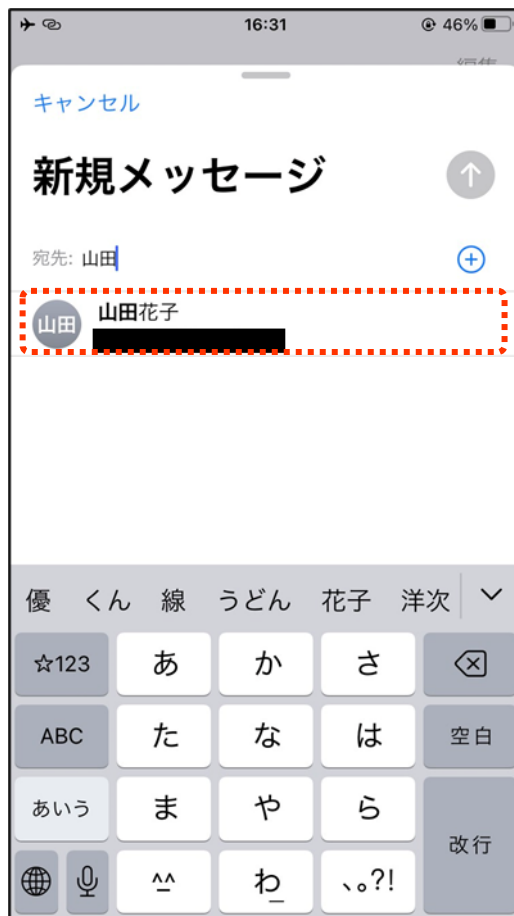 16:31 46%
キャンセル
新規メッセージ
宛先: 山田
山田 山田花子
優 くん 線 うどん 花子 洋次
☆123 あ か さ
ABC た な は 空白
あいう ま や ら
改行
^^ わ 、。?!